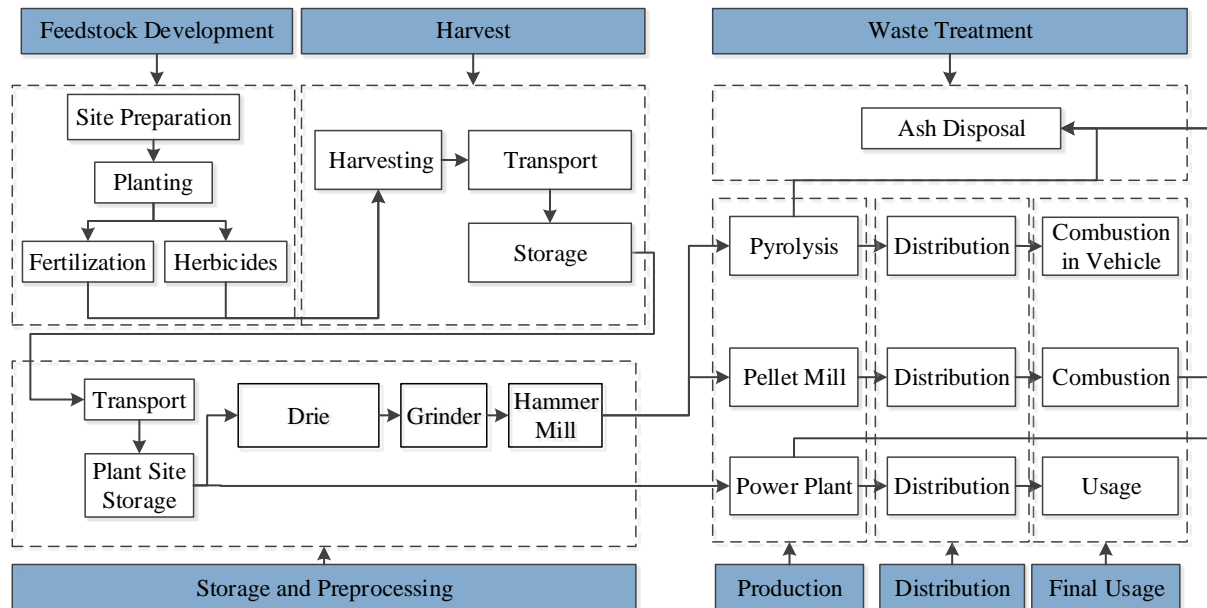 Feedstock Development
Harvest
Waste Treatment
Site Preparation
Planting
Fertilization
Herbicides
Harvesting
Transport
Storage
Ash Disposal
Pyrolysis
Distribution
Combustion
in Vehicle
Pellet Mill
Distribution
Combustion
Power Plant
Distribution
Usage
Transport
Plant Site
Storage
Drie
Grinder
Hammer
Mill
Storage and Preprocessing
Production
Distribution
Final Usage